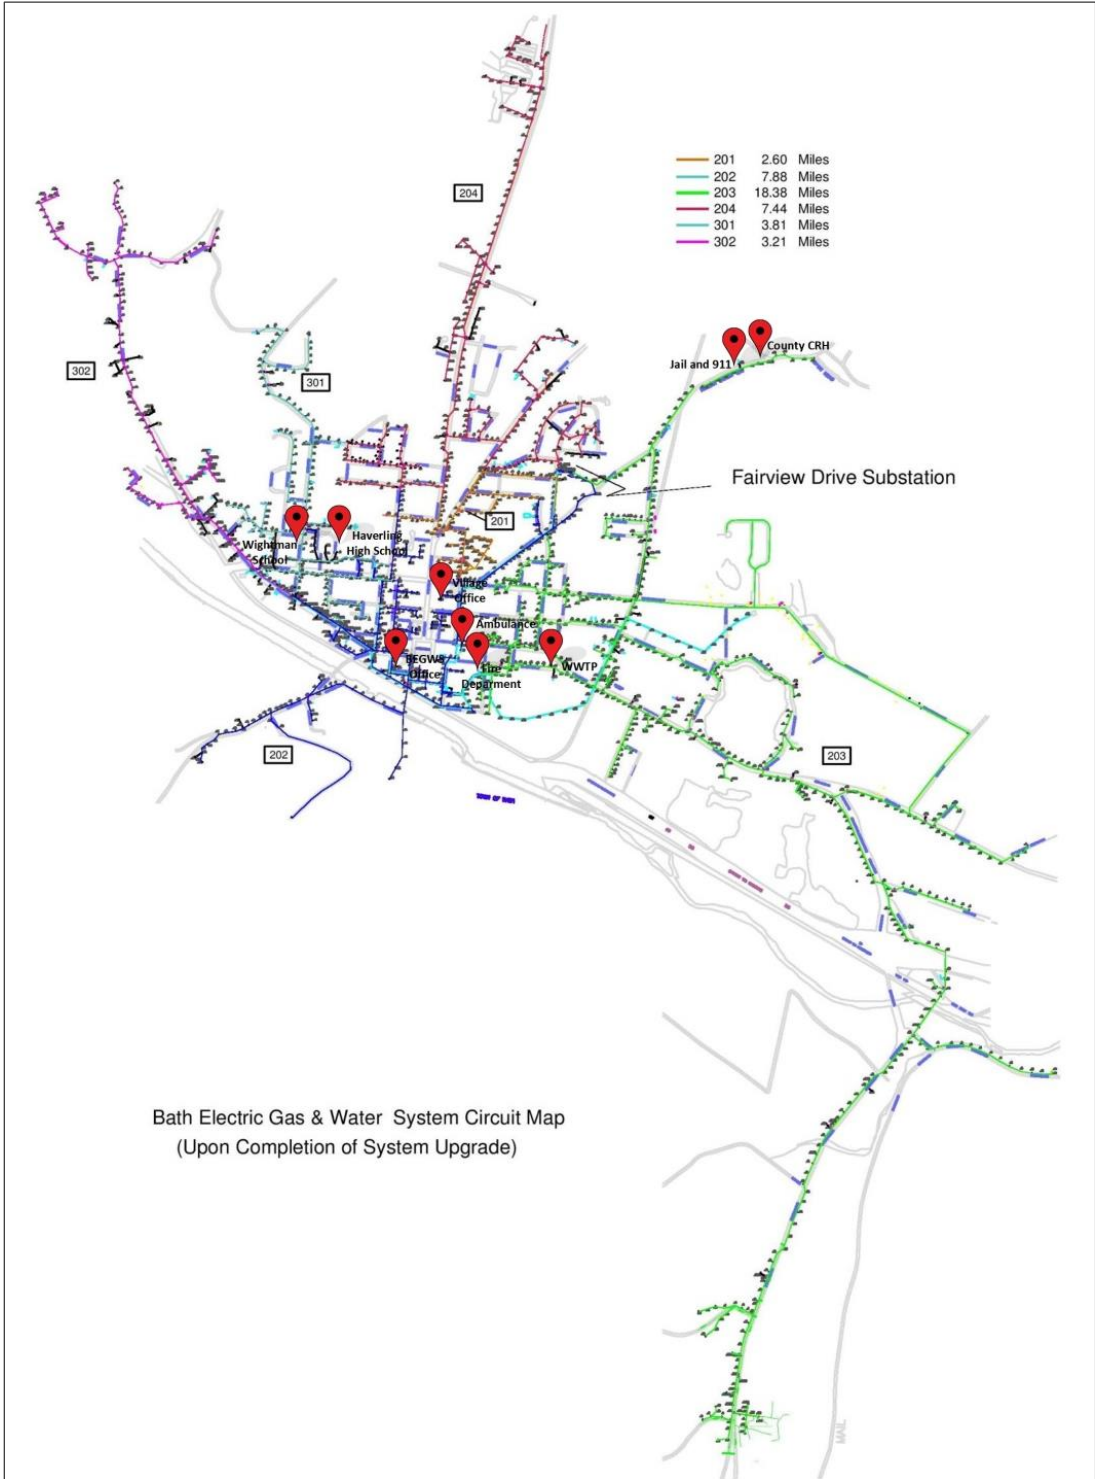 204
201 2.60 Miles
202 7.88 Miles
203 18.38 Miles
204 7.44 Miles
301 3.81 Miles
302 3.21 Miles
County CRH
Jail and 911
302
301
Fairview Drive Substation
201
Wightman
School
Haverling
High School
Village
Office
Ambulance
BEGWS
Office
Fire
Deparment
WWTP
202
203
Bath Electric Gas & Water System Circuit Map
(Upon Completion of System Upgrade)